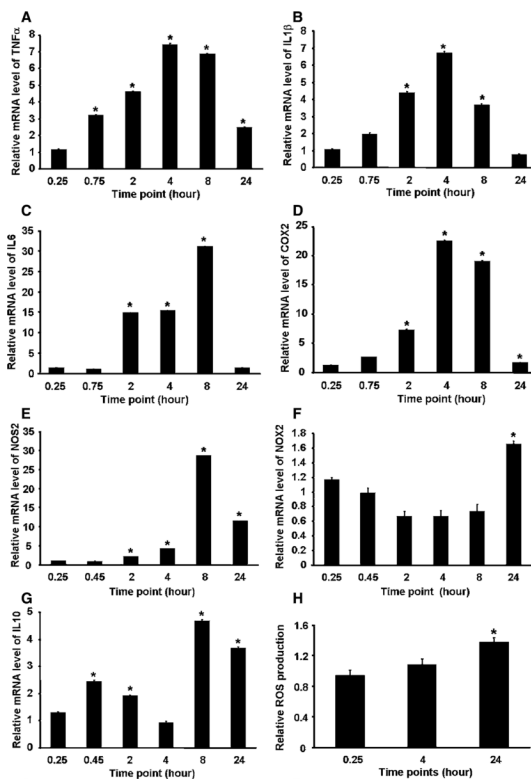 A
Relative mRNA level of TNFα
8
7
6
5
4
3
2
1
0
* * * * *
0.25 0.75 2 4 8 24
Time point (hour)
B
Relative mRNA level of IL1β
8
7
6
5
4
3
2
1
0
* * *
0.25 0.75 2 4 8 24
Time point (hour)
C
Relative mRNA level of IL6
35
30
25
20
15
10
5
0
* * *
0.25 0.75 2 4 8 24
Time point (hour)
D
Relative mRNA level of COX2
25
20
15
10
5
0
* * * *
0.25 0.75 2 4 8 24
Time point (hour)
E
Relative mRNA level of NOS2
35
30
25
20
15
10
5
0
* * * *
0.25 0.45 2 4 8 24
Time point (hour)
F
Relative mRNA level of NOX2
1.8
1.6
1.4
1.2
1
0.8
0.6
0.4
0.2
0
*
0.25 0.45 2 4 8 24
Time point (hour)
G
Relative mRNA level of IL10
5
4
3
2
1
0
* * * *
0.25 0.45 2 4 8 24
Time point (hour)
H
Relative ROS production
1.6
1.2
0.8
0.4
0
*
0.25 4 24
Time points (hour)